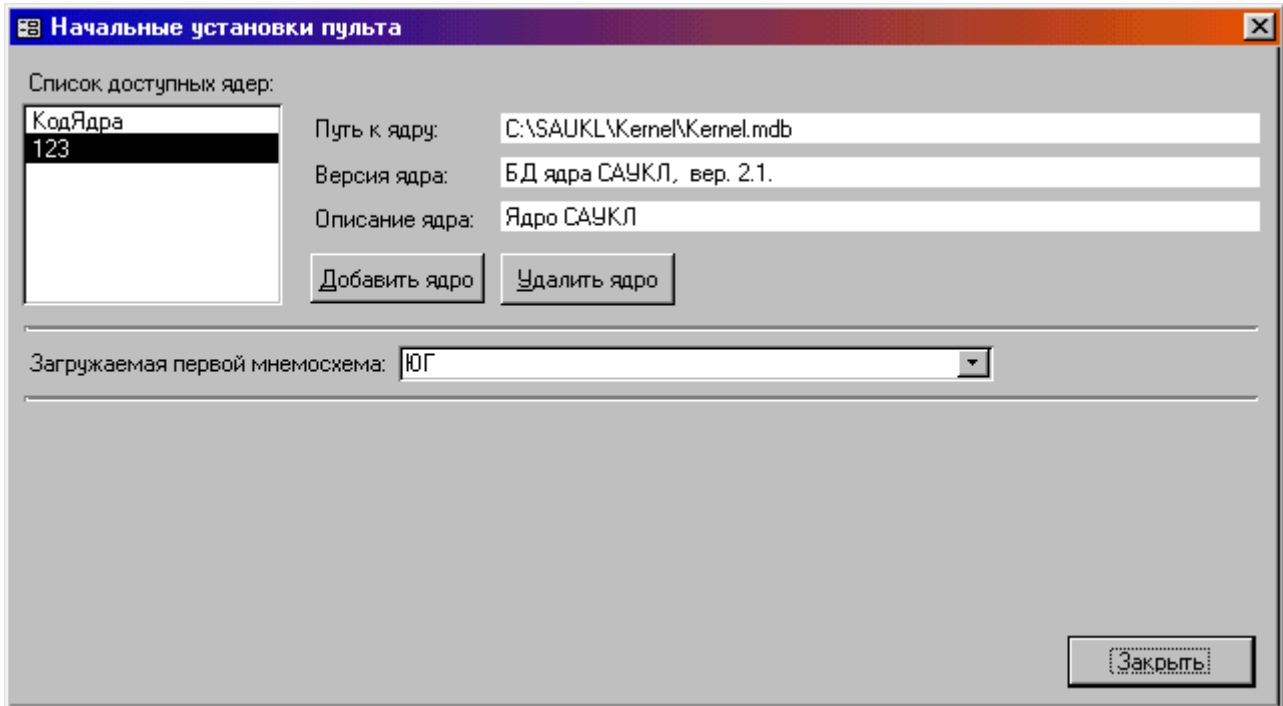 Начальные установки пульта
Список доступных ядер:
КодЯдра
123
Путь к ядру: C:\SAUKL\Kernel\Kernel.mdb
Версия ядра: БД ядра САУКЛ, вер. 2.1.
Описание ядра: Ядро САУКЛ
Добавить ядро Удалить ядро
Загружаемая первой мнемосхема: ЮГ
Закрыть